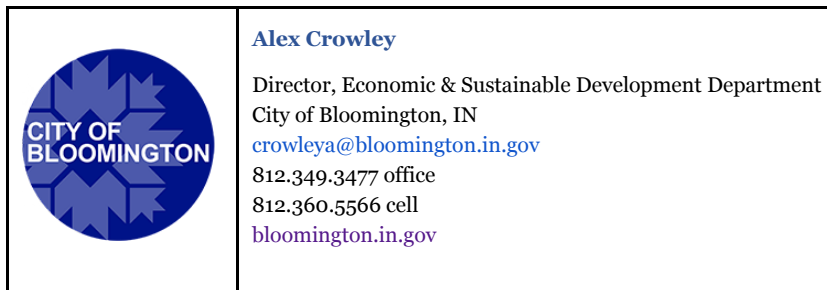 CITY OF
BLOOMINGTON
Alex Crowley
Director, Economic & Sustainable Development Department
City of Bloomington, IN
crowleya@bloomington.in.gov
812.349.3477 office
812.360.5566 cell
bloomington.in.gov